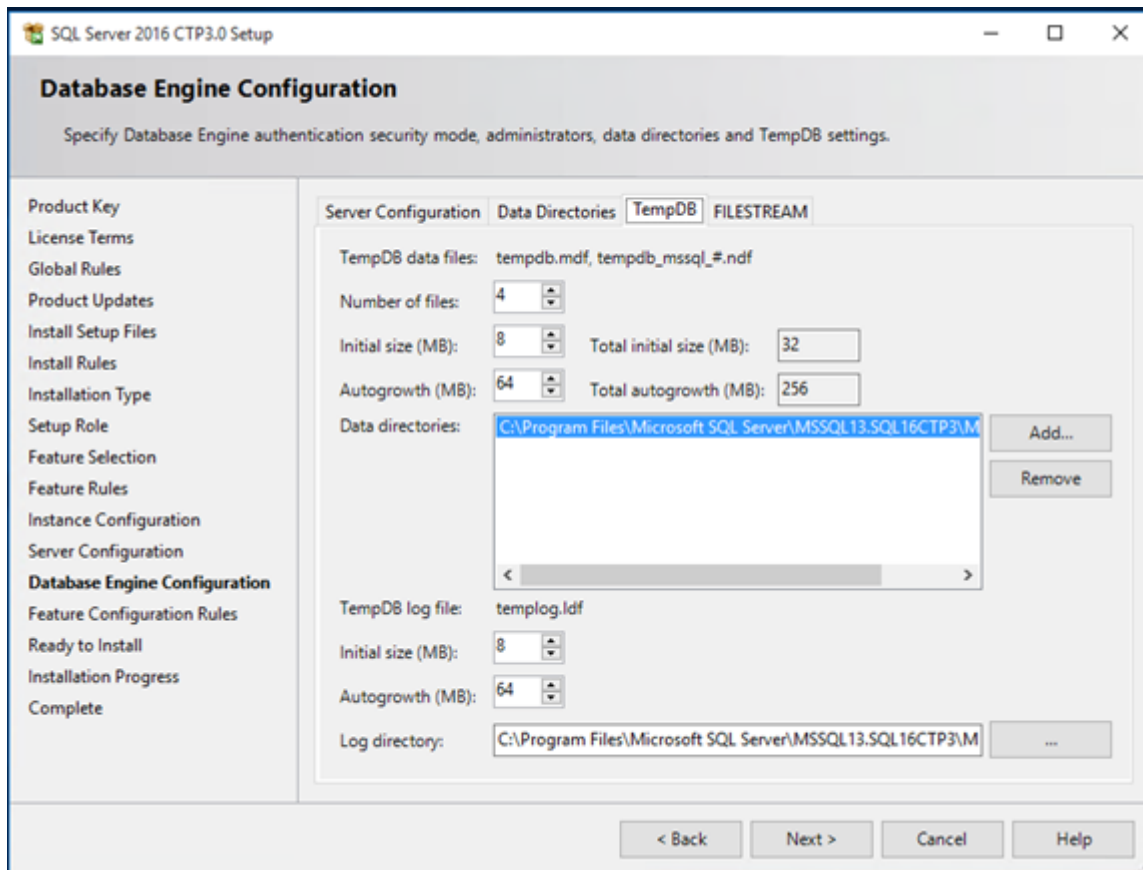 SQL Server 2016 CTP3.0 Setup
Database Engine Configuration
Specify Database Engine authentication security mode, administrators, data directories and TempDB settings.
Product Key
License Terms
Global Rules
Product Updates
Install Setup Files
Install Rules
Installation Type
Setup Role
Feature Selection
Feature Rules
Instance Configuration
Server Configuration
Database Engine Configuration
Feature Configuration Rules
Ready to Install
Installation Progress
Complete
Server Configuration Data Directories TempDB FILESTREAM
TempDB data files: tempdb.mdf, tempdb_mssql_#.ndf
Number of files: 4
Initial size (MB): 8 Total initial size (MB): 32
Autogrowth (MB): 64 Total autogrowth (MB): 256
Data directories: C:\Program Files\Microsoft SQL Server\MSSQL13.SQL16CTP3\M Add...
Remove
TempDB log file: templog.ldf
Initial size (MB): 8
Autogrowth (MB): 64
Log directory: C:\Program Files\Microsoft SQL Server\MSSQL13.SQL16CTP3\M ...
< Back Next > Cancel Help